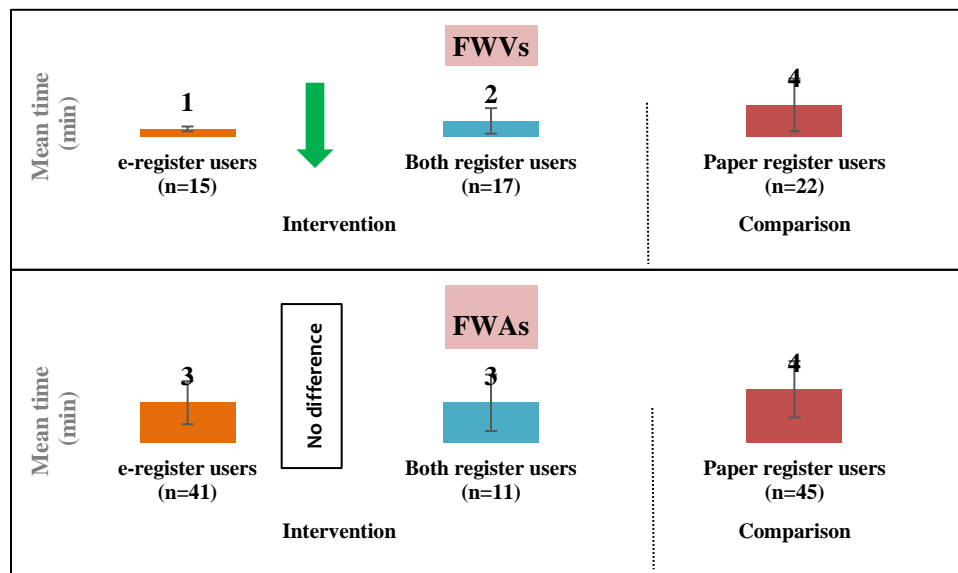 FWVs
Mean time
(min)
1
2
4
e-register users
(n=15)
Both register users
(n=17)
Paper register users
(n=22)
Intervention
Comparison
FWAs
Mean time
(min)
No difference
3
3
4
e-register users
(n=41)
Both register users
(n=11)
Paper register users
(n=45)
Intervention
Comparison